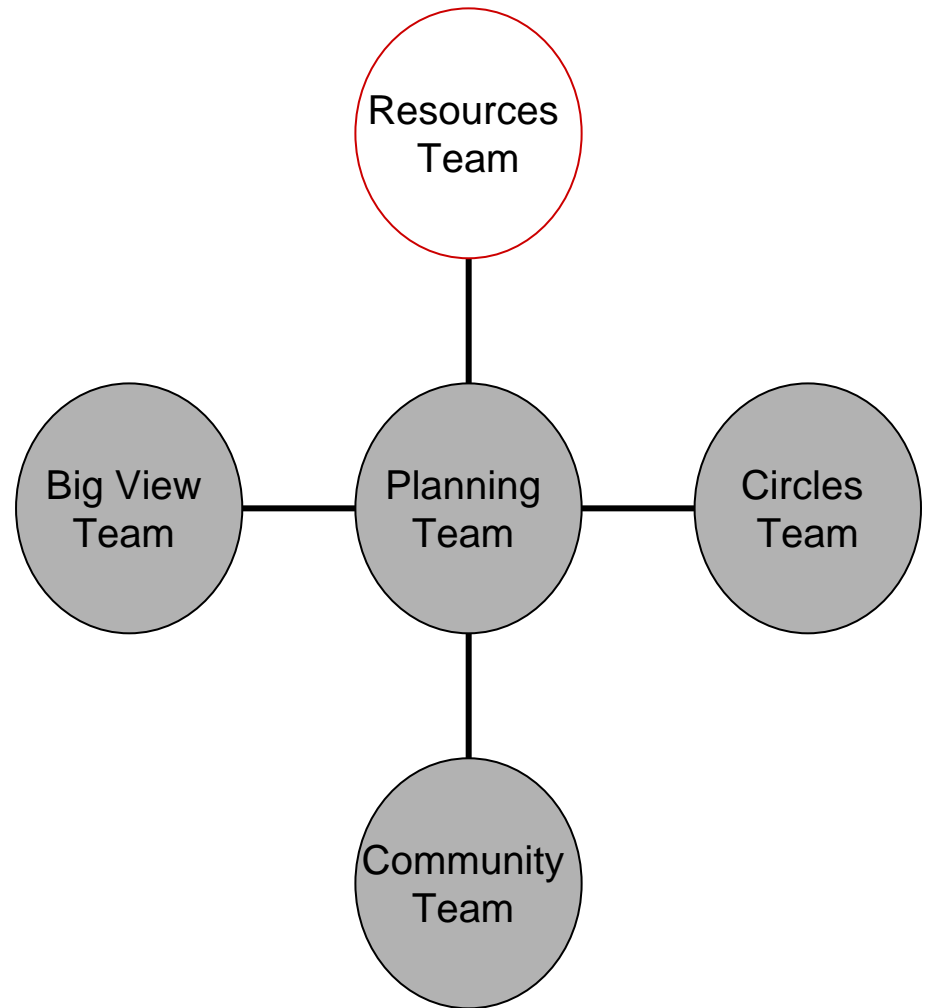 Resources
Team
Big View
Team
Planning
Team
Circles
Team
Community
Team